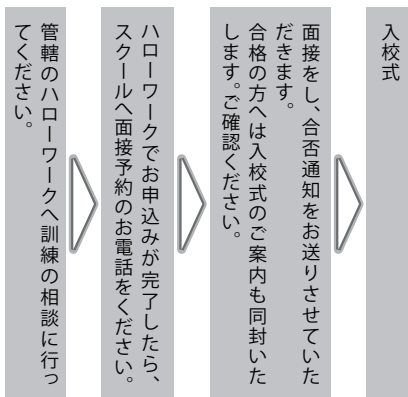 管轄のハローワークへ訓練の相談に行っ
てください。
ハローワークでお申込みが完了したら、
スクールへ面接予約のお電話をください。
面接をし、合否通知をお送りさせていた
だきます。
合格の方へは入校式のご案内も同封いた
します。ご確認ください。
入校式